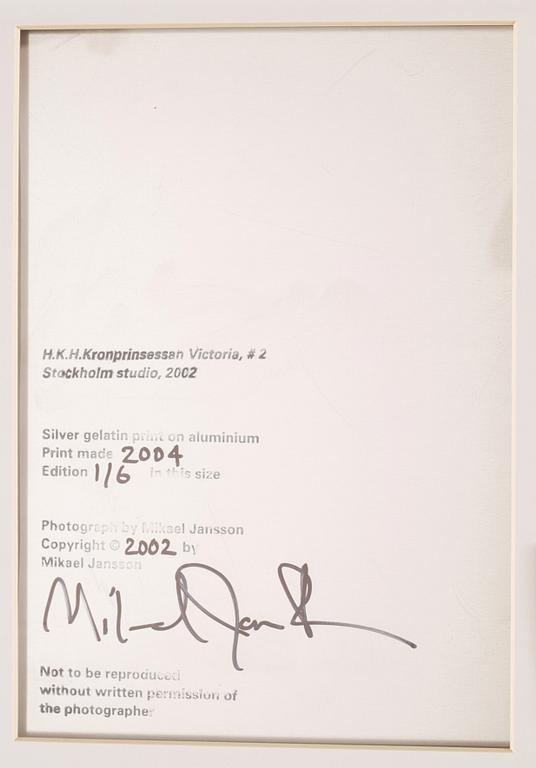 H.K.H.Kronprinsessan Victoria, # 2
Stockholm studio, 2002
Silver gelatin print on aluminium
Print made 2004
Edition 1/6 in this size
Photograph by Mikael Jansson
Copyright © 2002 by
Mikael Jansson
Mikael Jansson
Not to be reproduced
without written permission of
the photographer